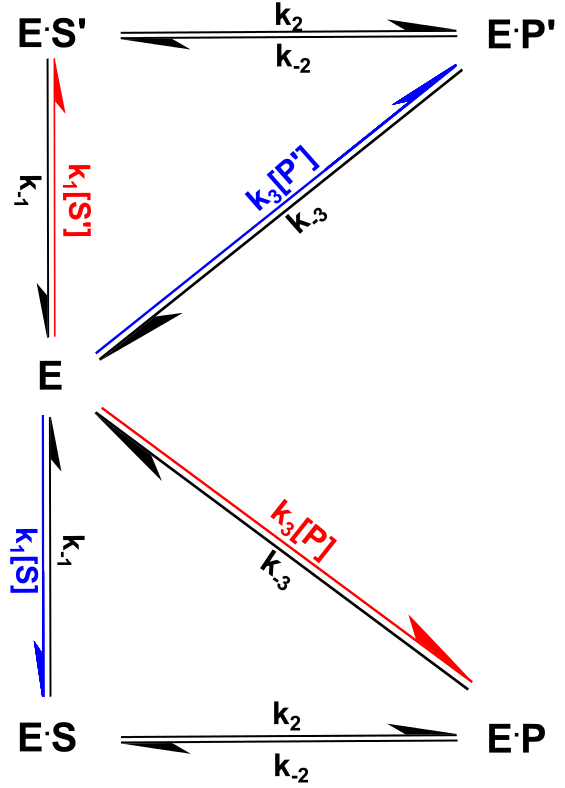 E·S'
k₂
k₋₂
E·P'
k₋₁
k₁[S']
k₃[P']
k₋₃
E
k₁[S]
k₋₁
k₃[P]
k₋₃
E·S
k₂
k₋₂
E·P